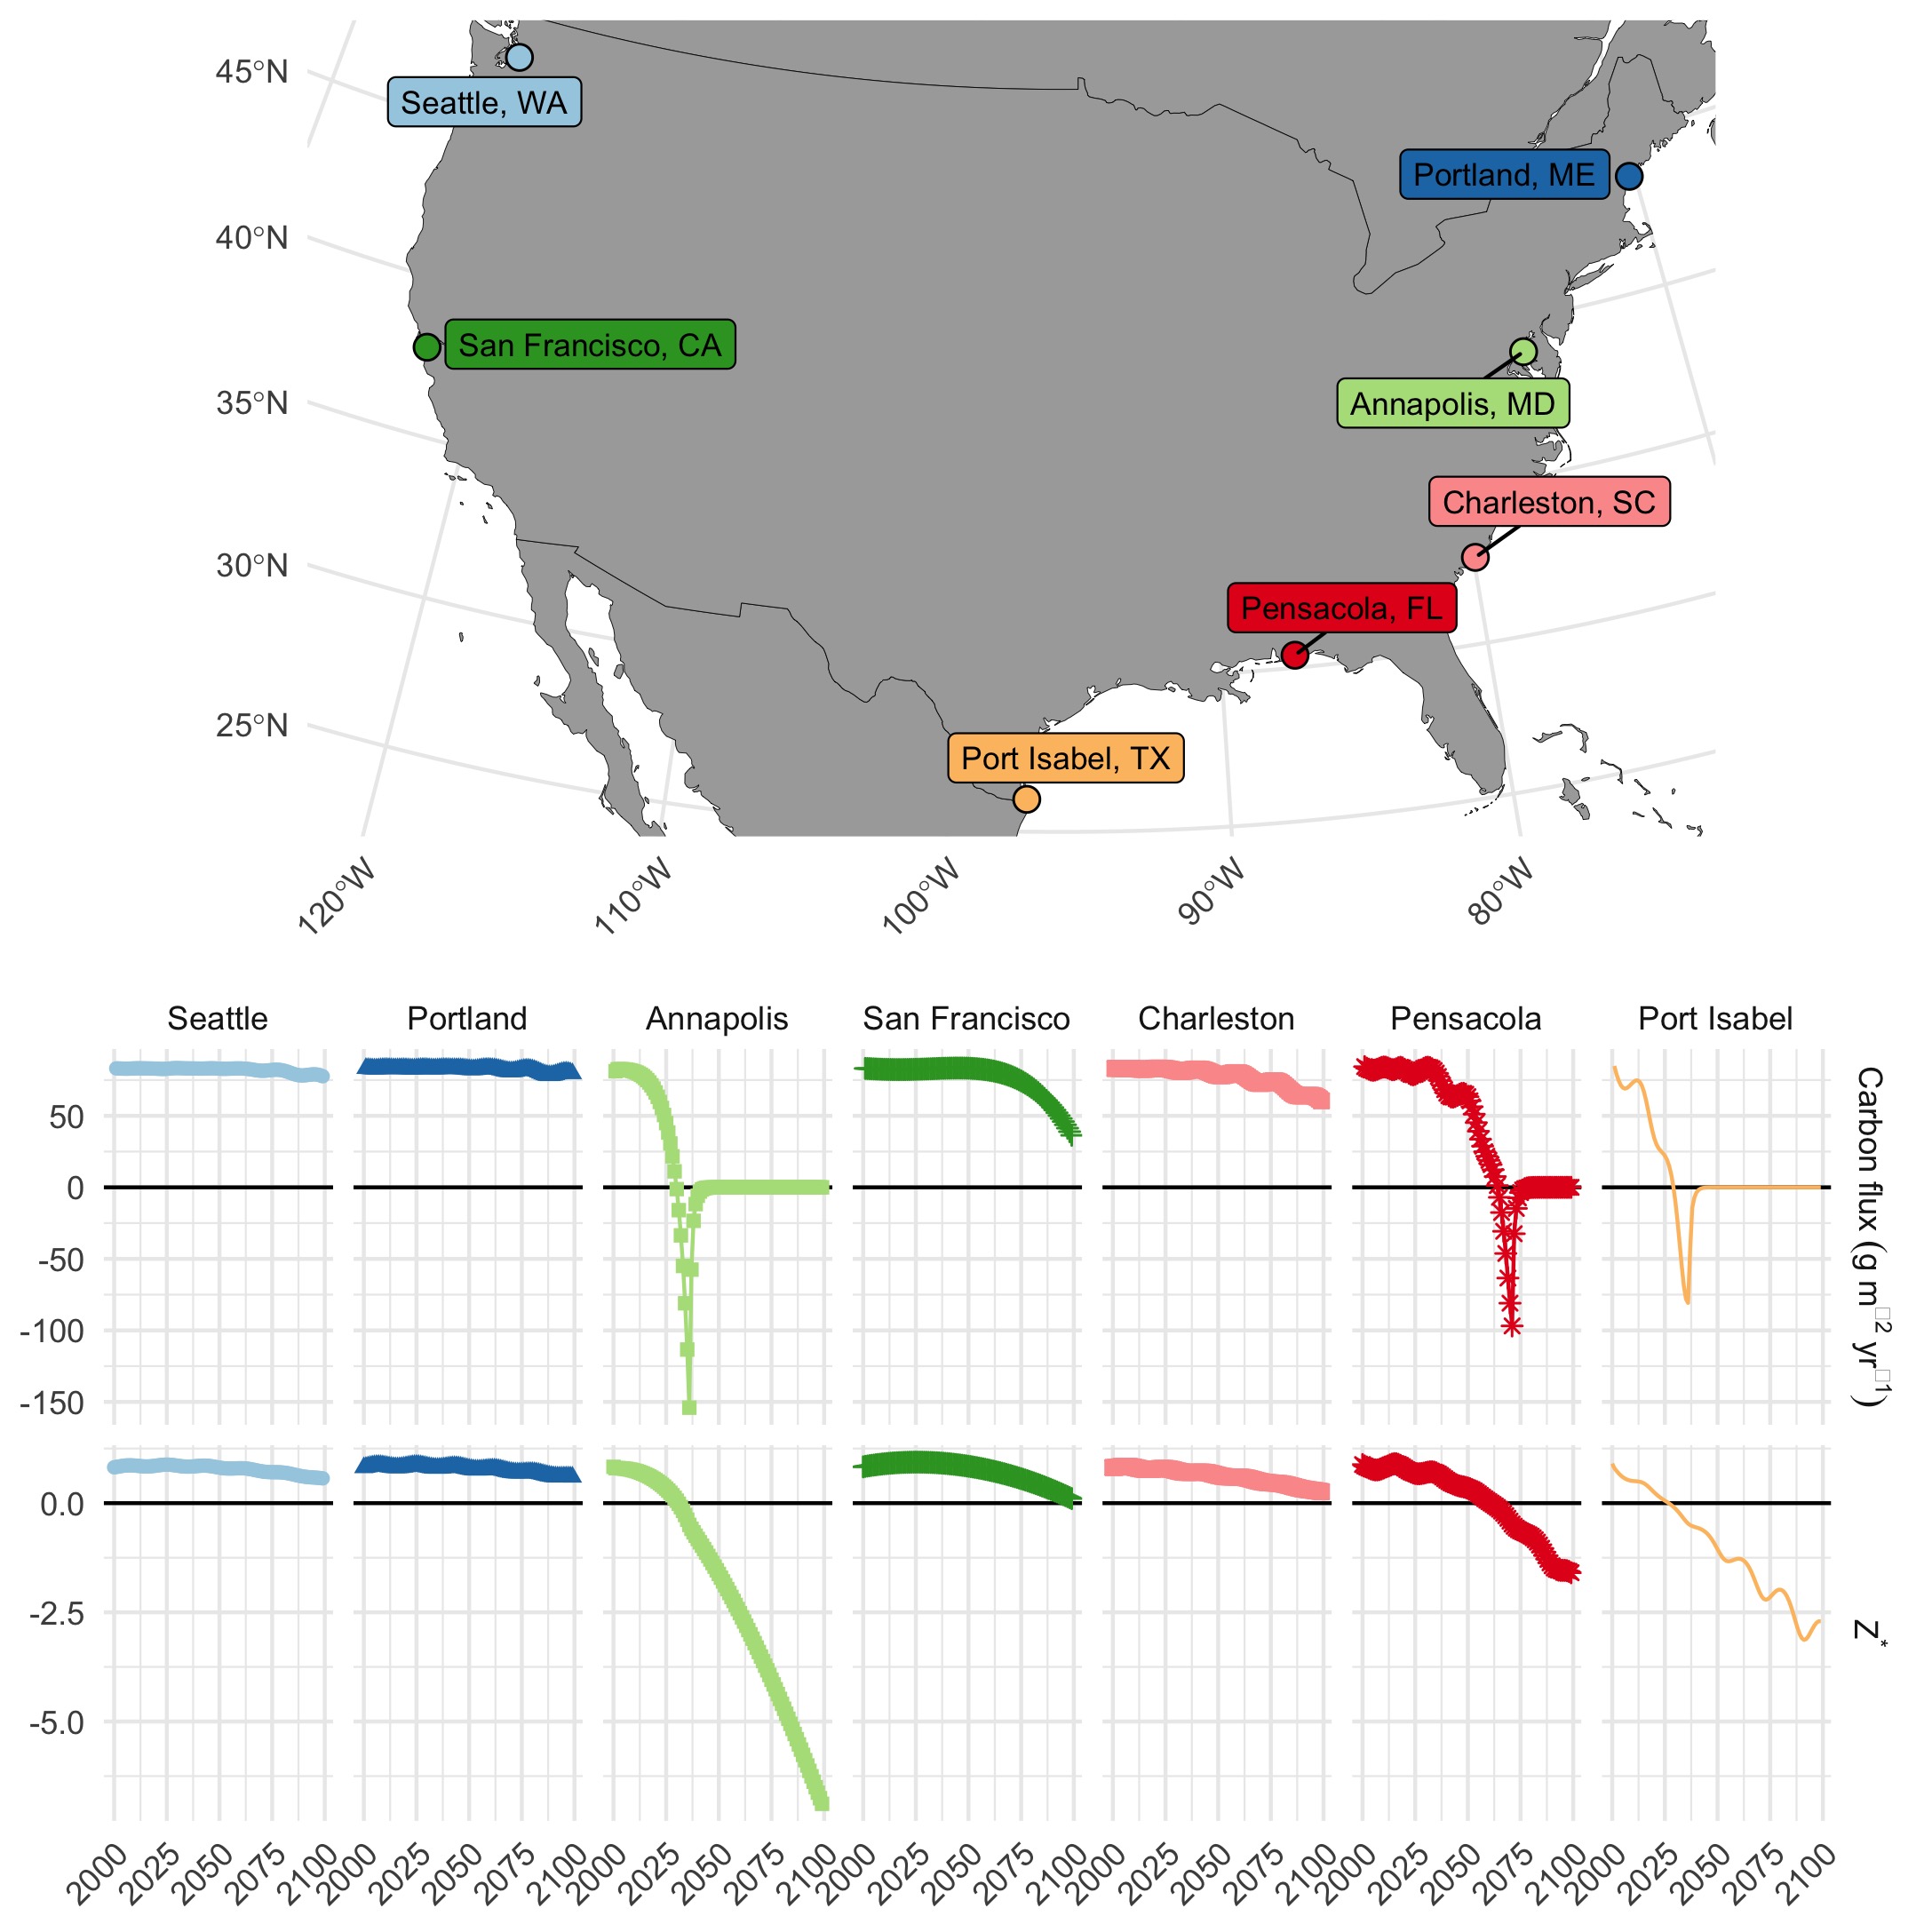 45°N
Seattle, WA
Portland, ME
40°N
San Francisco, CA
35°N
Annapolis, MD
Charleston, SC
30°N
Pensacola, FL
25°N
Port Isabel, TX
120°W 110°W 100°W 90°W 80°W
Seattle Portland Annapolis San Francisco Charleston Pensacola Port Isabel
50
0
-50
-100
-150
Carbon flux (g m□² yr□¹)
0.0
-2.5
-5.0
Z*
2000 2025 2050 2075 2100 2000 2025 2050 2075 2100 2000 2025 2050 2075 2100 2000 2025 2050 2075 2100 2000 2025 2050 2075 2100 2000 2025 2050 2075 2100 2000 2025 2050 2075 2100